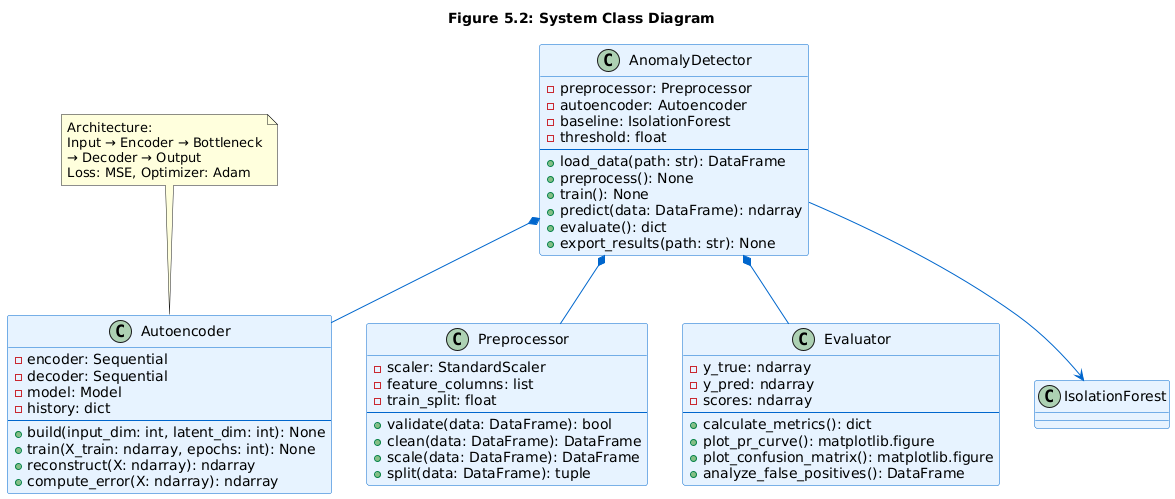 Figure 5.2: System Class Diagram
C AnomalyDetector
preprocessor: Preprocessor
autoencoder: Autoencoder
baseline: IsolationForest
threshold: float
load_data(path: str): DataFrame
preprocess(): None
train(): None
predict(data: DataFrame): ndarray
evaluate(): dict
export_results(path: str): None
Architecture:
Input → Encoder → Bottleneck
→ Decoder → Output
Loss: MSE, Optimizer: Adam
C Autoencoder
encoder: Sequential
decoder: Sequential
model: Model
history: dict
build(input_dim: int, latent_dim: int): None
train(X_train: ndarray, epochs: int): None
reconstruct(X: ndarray): ndarray
compute_error(X: ndarray): ndarray
C Preprocessor
scaler: StandardScaler
feature_columns: list
train_split: float
validate(data: DataFrame): bool
clean(data: DataFrame): DataFrame
scale(data: DataFrame): DataFrame
split(data: DataFrame): tuple
C Evaluator
y_true: ndarray
y_pred: ndarray
scores: ndarray
calculate_metrics(): dict
plot_pr_curve(): matplotlib.figure
plot_confusion_matrix(): matplotlib.figure
analyze_false_positives(): DataFrame
C IsolationForest